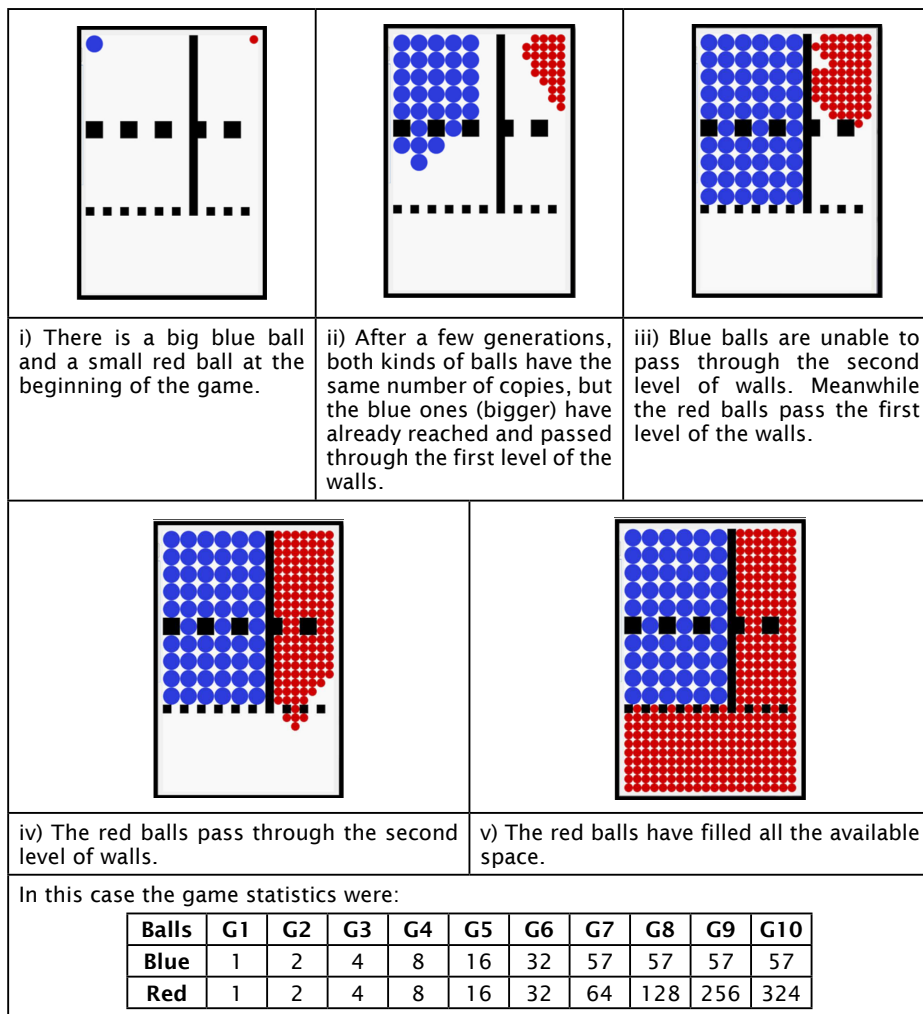 i) There is a big blue ball
and a small red ball at the
beginning of the game.
ii) After a few generations,
both kinds of balls have the
same number of copies, but
the blue ones (bigger) have
already reached and passed
through the first level of the
walls.
iii) Blue balls are unable to
pass through the second
level of walls. Meanwhile
the red balls pass the first
level of the walls.
iv) The red balls pass through the second
level of walls.
v) The red balls have filled all the available
space.
In this case the game statistics were:
Balls G1 G2 G3 G4 G5 G6 G7 G8 G9 G10
Blue 1 2 4 8 16 32 57 57 57 57
Red 1 2 4 8 16 32 64 128 256 324